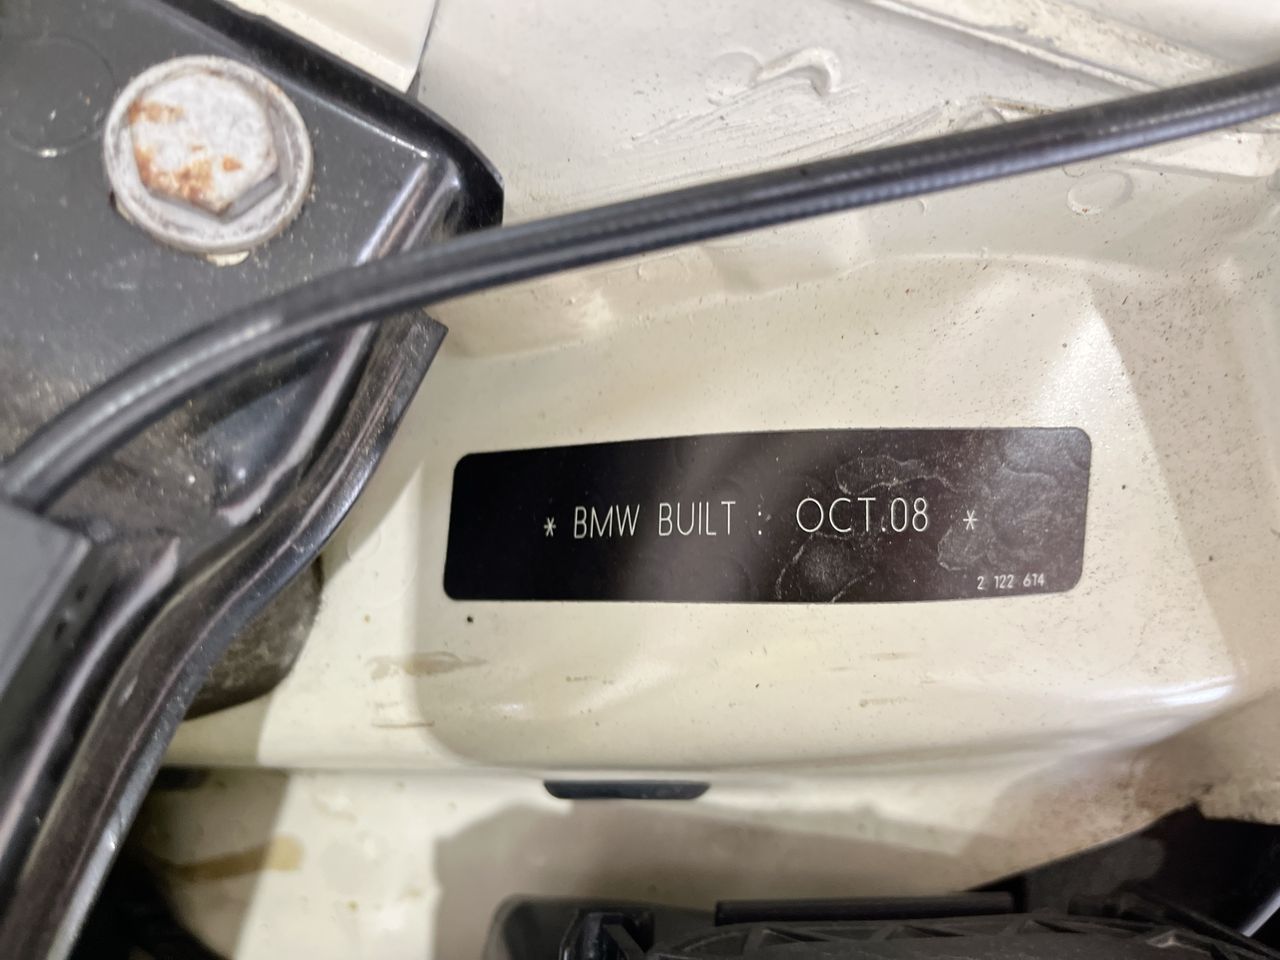 * BMW BUILT : OCT.08 *
2 122 614